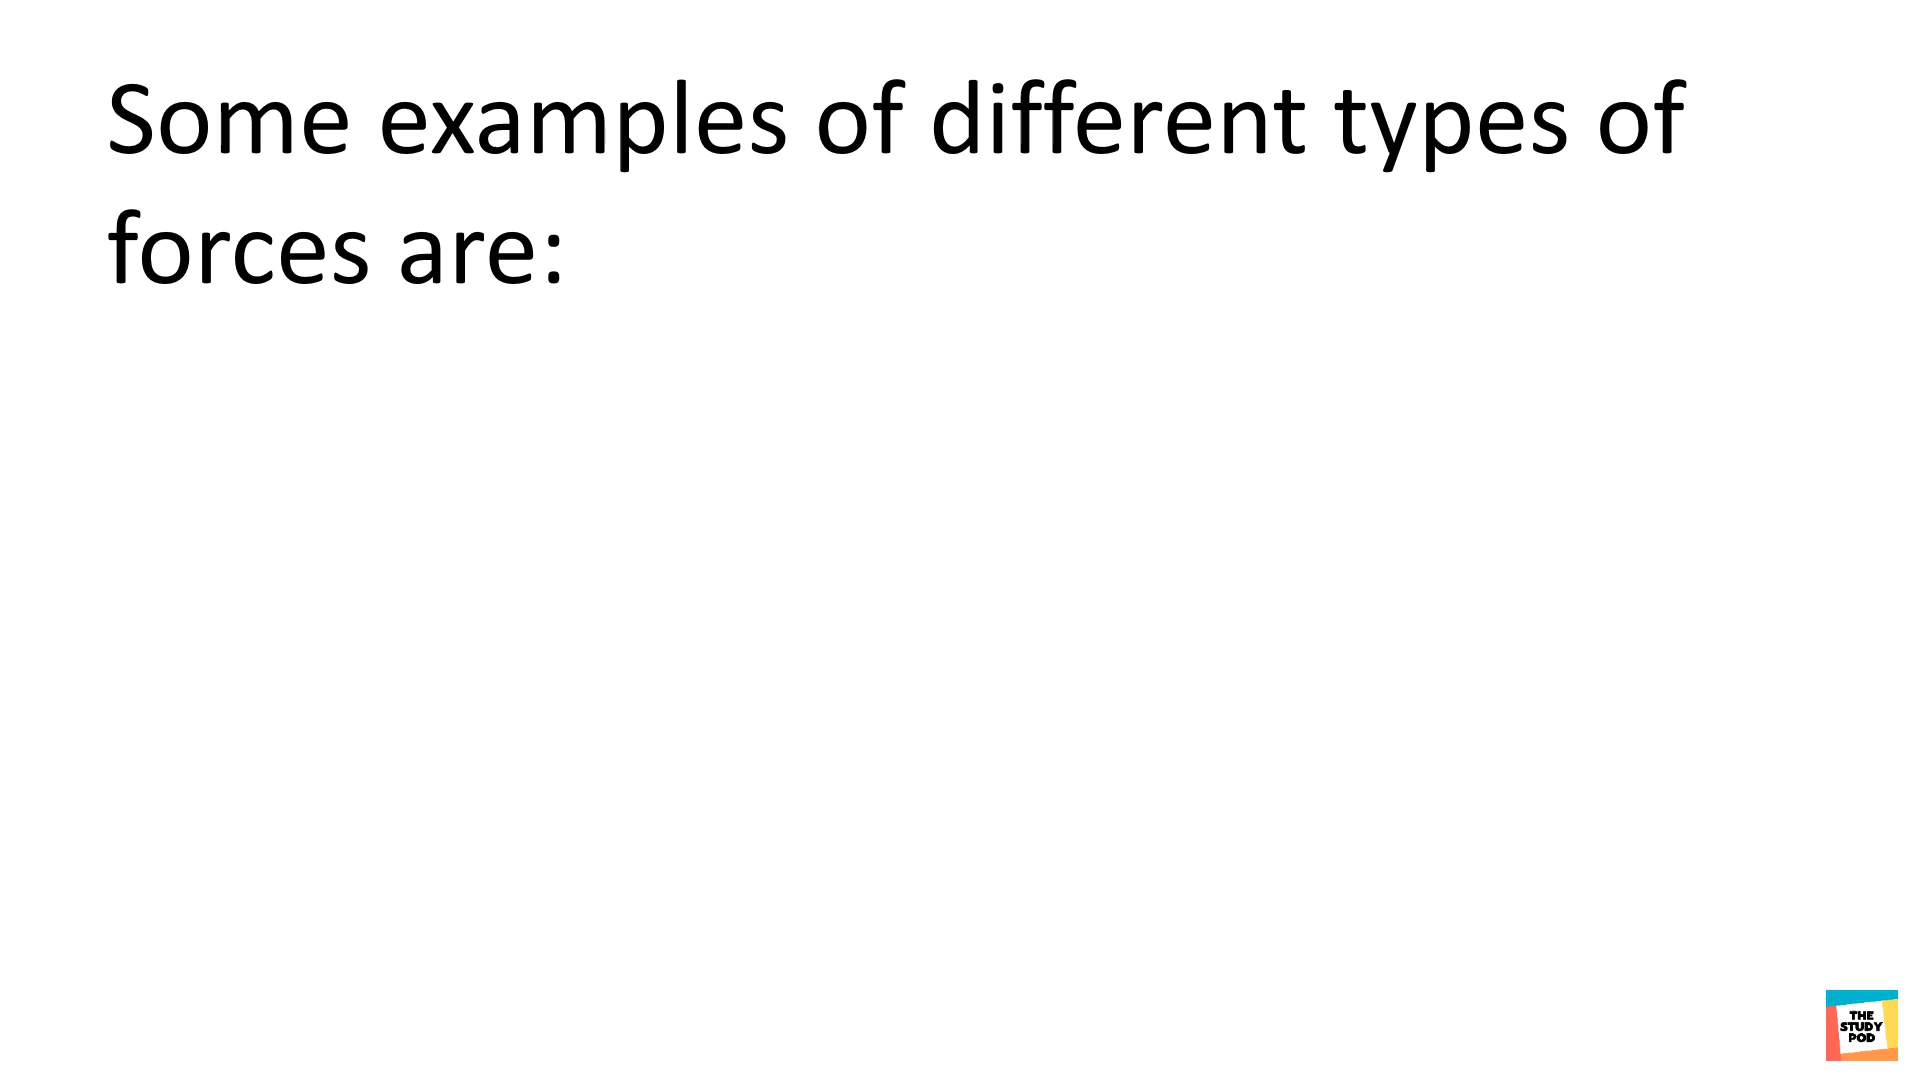 Some examples of different types of
forces are:
THE
STUDY
POD